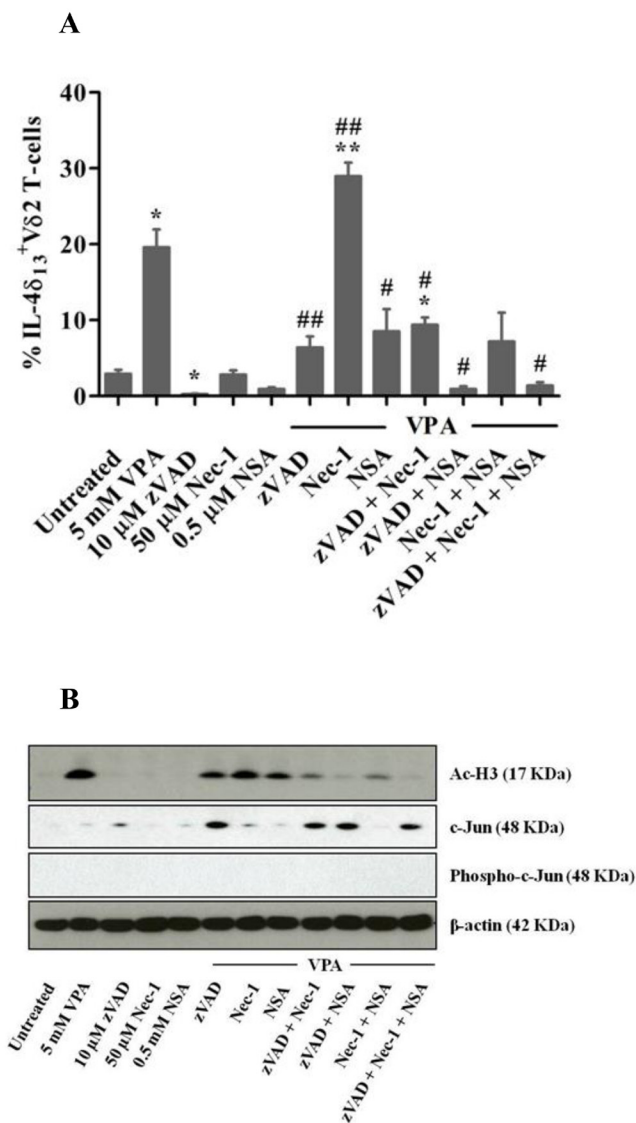 A
% IL-4δ13+Vδ2 T-cells
40
30
20
10
0
*
*
##
##
**
#
#
*
#
#
VPA
Untreated
5 mM VPA
10 µM zVAD
50 µM Nec-1
0.5 µM NSA
zVAD
Nec-1
NSA
zVAD + Nec-1
zVAD + NSA
Nec-1 + NSA
zVAD + Nec-1 + NSA
B
Ac-H3 (17 KDa)
c-Jun (48 KDa)
Phospho-c-Jun (48 KDa)
β-actin (42 KDa)
VPA
Untreated
5 mM VPA
10 µM zVAD
50 µM Nec-1
0.5 mM NSA
zVAD
Nec-1
NSA
zVAD + Nec-1
zVAD + NSA
Nec-1 + NSA
zVAD + Nec-1 + NSA